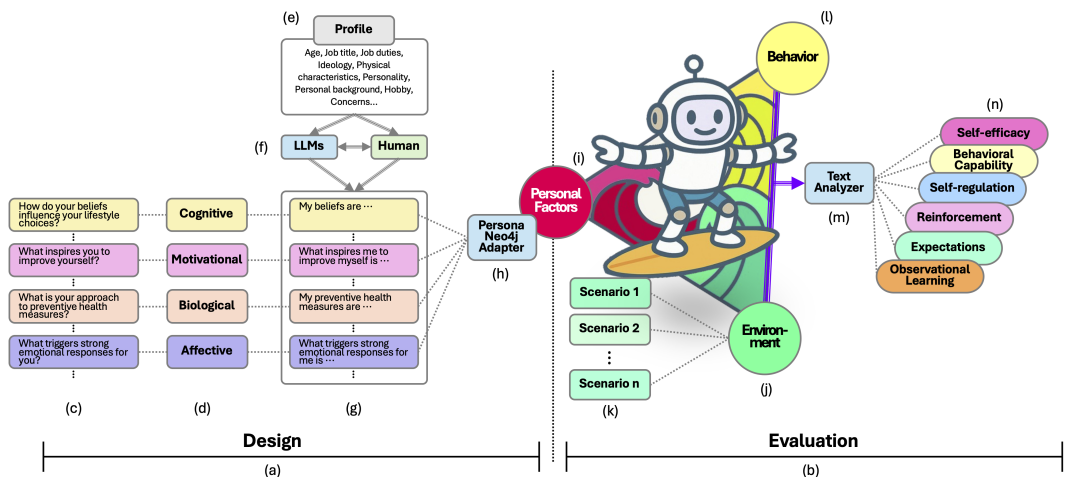 (e)
Profile
Age, Job title, Job duties,
Ideology, Physical
characteristics, Personality,
Personal background, Hobby,
Concerns...
(f)
LLMs
Human
How do your beliefs
influence your lifestyle
choices?
What inspires you to
improve yourself?
What is your approach
to preventive health
measures?
What triggers strong
emotional responses for
you?
(c)
Cognitive
Motivational
Biological
Affective
(d)
My beliefs are ···
What inspires me to
improve myself is ···
My preventive health
measures are ···
What triggers strong
emotional responses for
me is ···
(g)
Persona
Neo4j
Adapter
(h)
Design
(a)
(i)
Personal
Factors
(l)
Behavior
Scenario 1
Scenario 2
Scenario n
(k)
Environ-
ment
(j)
Text
Analyzer
(m)
(n)
Self-efficacy
Behavioral
Capability
Self-regulation
Reinforcement
Expectations
Observational
Learning
Evaluation
(b)